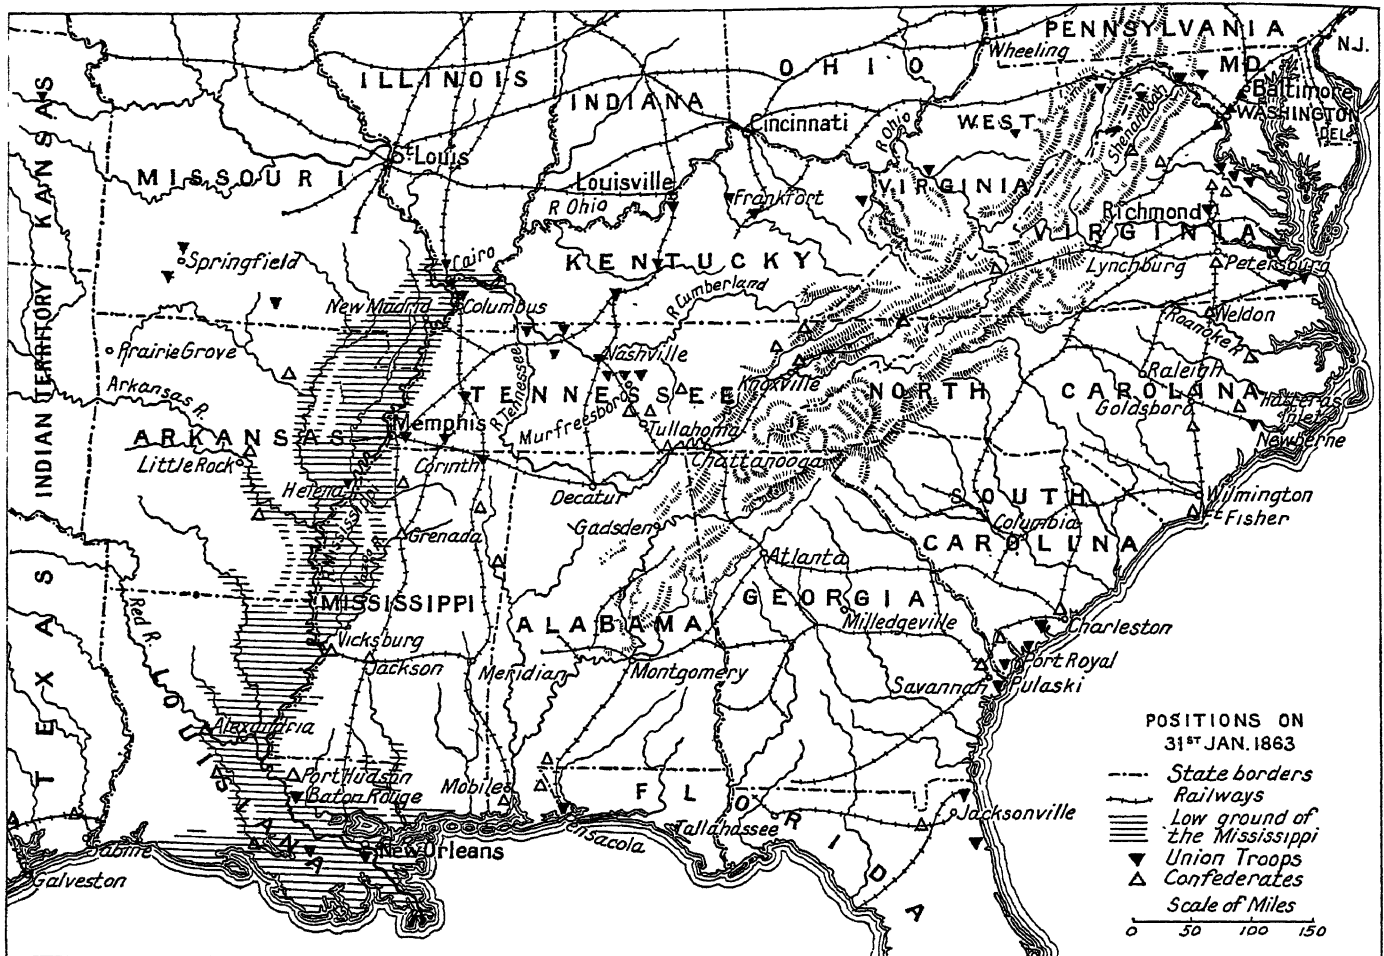 PENNSYLVANIA
N.J.
Wheeling
OHIO
MD.
ILLINOIS
INDIANA
Baltimore
WASHINGTON
DEL.
Cincinnati
WEST
VIRGINIA
R Ohio
Shenandoah
KANSAS
St Louis
MISSOURI
Louisville
R Ohio
Frankfort
Richmond
VIRGINIA
Springfield
Cairo
KENTUCKY
Lynchburg
Petersburg
New Madrid
Columbus
R Cumberland
Weldon
Roanoke R
INDIAN TERRITORY
Prairie Grove
Nashville
Knoxville
Raleigh
Arkansas R.
TENNESSEE
R Tennessee
NORTH CAROLINA
Goldsboro
Hatteras
Inlet
Murfreesboro
Tullahoma
Memphis
ARKANSAS
Newberne
Little Rock
Corinth
Chattanooga
Helena
Decatur
SOUTH
CAROLINA
Columbia
Wilmington
Ft Fisher
R Mississippi
Gadsden
Grenada
Yazoo R
Atlanta
TEXAS
Red R.
MISSISSIPPI
ALABAMA
GEORGIA
Milledgeville
Charleston
Vicksburg
Jackson
Meridian
Montgomery
Port Royal
Savannah
Pulaski
LOUISIANA
Alexandria
Port Hudson
Baton Rouge
Mobile
FLORIDA
Jacksonville
Pensacola
Tallahassee
New Orleans
Sabine
Galveston
POSITIONS ON
31ST JAN. 1863
State borders
Railways
Low ground of
the Mississippi
Union Troops
Confederates
Scale of Miles
0 50 100 150